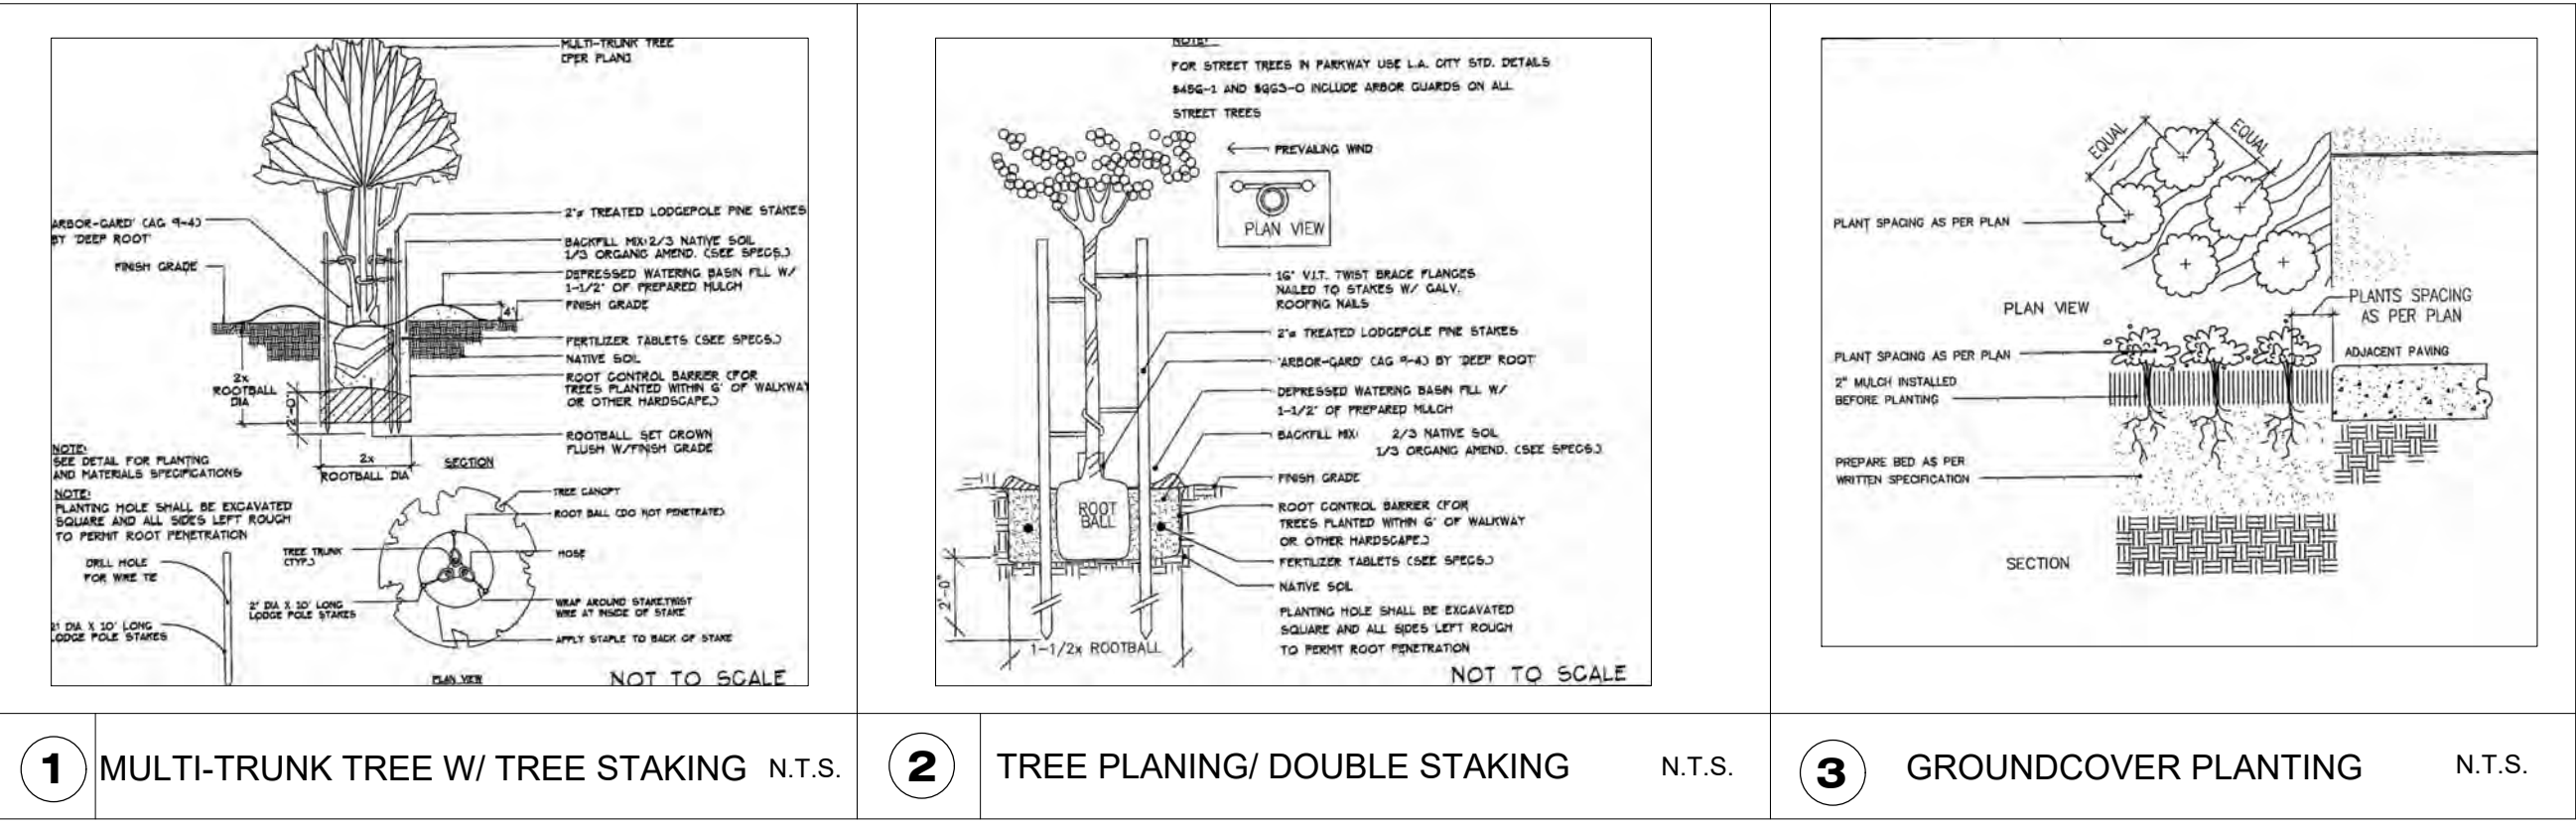 MULTI-TRUNK TREE
(PER PLAN)
ARBOR-GARD' (AG 9-4)
BY 'DEEP ROOT'
FINISH GRADE
2"ø TREATED LODGEPOLE PINE STAKES
BACKFILL MIX: 2/3 NATIVE SOIL
1/3 ORGANIC AMEND. (SEE SPECS.)
DEPRESSED WATERING BASIN FILL W/
1-1/2" OF PREPARED MULCH
FINISH GRADE
4"
FERTILIZER TABLETS (SEE SPECS.)
NATIVE SOIL
ROOT CONTROL BARRIER (FOR
TREES PLANTED WITHIN 6' OF WALKWAY
OR OTHER HARDSCAPE.)
ROOTBALL SET CROWN
FLUSH W/FINISH GRADE
2x
ROOTBALL
DIA
2'-0"
2x
ROOTBALL DIA
SECTION
NOTE:
SEE DETAIL FOR PLANTING
AND MATERIALS SPECIFICATIONS
NOTE:
PLANTING HOLE SHALL BE EXCAVATED
SQUARE AND ALL SIDES LEFT ROUGH
TO PERMIT ROOT PENETRATION
DRILL HOLE
FOR WIRE TIE
2" DIA X 10' LONG
LODGE POLE STAKES
TREE CANOPY
ROOT BALL (DO NOT PENETRATE)
TREE TRUNK
(TYP.)
HOSE
2" DIA X 10' LONG
LODGE POLE STAKES
WRAP AROUND STAKE,TWIST
WIRE AT INSIDE OF STAKE
APPLY STAPLE TO BACK OF STAKE
PLAN VIEW
NOT TO SCALE
1
MULTI-TRUNK TREE W/ TREE STAKING
N.T.S.
NOTE:
FOR STREET TREES IN PARKWAY USE L.A. CITY STD. DETAILS
S456-1 AND S663-0 INCLUDE ARBOR GUARDS ON ALL
STREET TREES
PREVAILING WIND
PLAN VIEW
16" V.I.T. TWIST BRACE FLANGES
NAILED TO STAKES W/ GALV.
ROOFING NAILS
2"ø TREATED LODGEPOLE PINE STAKES
'ARBOR-GARD' (AG 9-4) BY 'DEEP ROOT'
DEPRESSED WATERING BASIN FILL W/
1-1/2" OF PREPARED MULCH
BACKFILL MIX: 2/3 NATIVE SOIL
1/3 ORGANIC AMEND. (SEE SPECS.)
FINISH GRADE
ROOT CONTROL BARRIER (FOR
TREES PLANTED WITHIN 6' OF WALKWAY
OR OTHER HARDSCAPE.)
FERTILIZER TABLETS (SEE SPECS.)
NATIVE SOIL
PLANTING HOLE SHALL BE EXCAVATED
SQUARE AND ALL SIDES LEFT ROUGH
TO PERMIT ROOT PENETRATION
ROOT
BALL
2'-0"
1-1/2x ROOTBALL
NOT TO SCALE
2
TREE PLANING/ DOUBLE STAKING
N.T.S.
EQUAL
EQUAL
PLANT SPACING AS PER PLAN
PLAN VIEW
PLANTS SPACING
AS PER PLAN
PLANT SPACING AS PER PLAN
ADJACENT PAVING
2" MULCH INSTALLED
BEFORE PLANTING
PREPARE BED AS PER
WRITTEN SPECIFICATION
SECTION
3
GROUNDCOVER PLANTING
N.T.S.